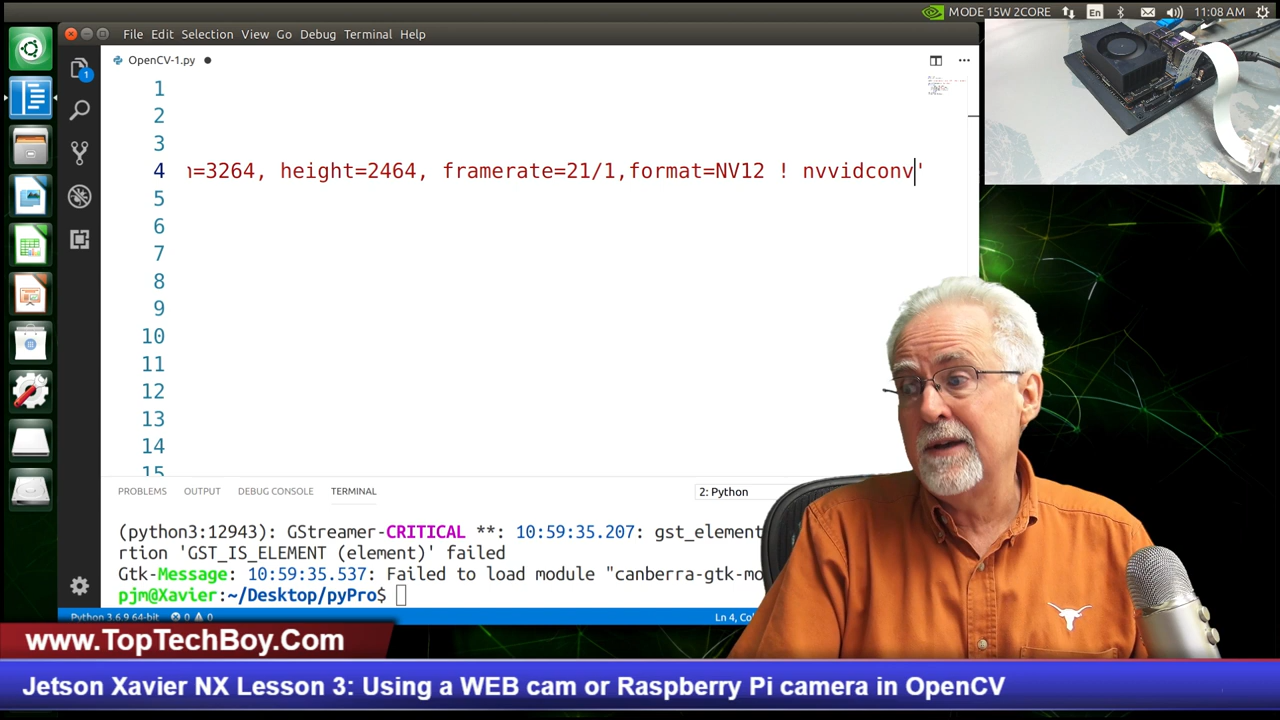 MODE 15W 2CORE
En
11:08 AM
File Edit Selection View Go Debug Terminal Help
OpenCV-1.py
1
1
2
3
4
=3264, height=2464, framerate=21/1,format=NV12 ! nvvidconv'
5
6
7
8
9
10
11
12
13
14
15
PROBLEMS OUTPUT DEBUG CONSOLE TERMINAL
2: Python
(python3:12943): GStreamer-CRITICAL **: 10:59:35.207: gst_element
rtion 'GST_IS_ELEMENT (element)' failed
Gtk-Message: 10:59:35.537: Failed to load module "canberra-gtk-mo
pjm@Xavier:~/Desktop/pyPro$
Python 3.6.9 64-bit 0 0
Ln 4,
www.TopTechBoy.Com
Jetson Xavier NX Lesson 3: Using a WEB cam or Raspberry Pi camera in OpenCV